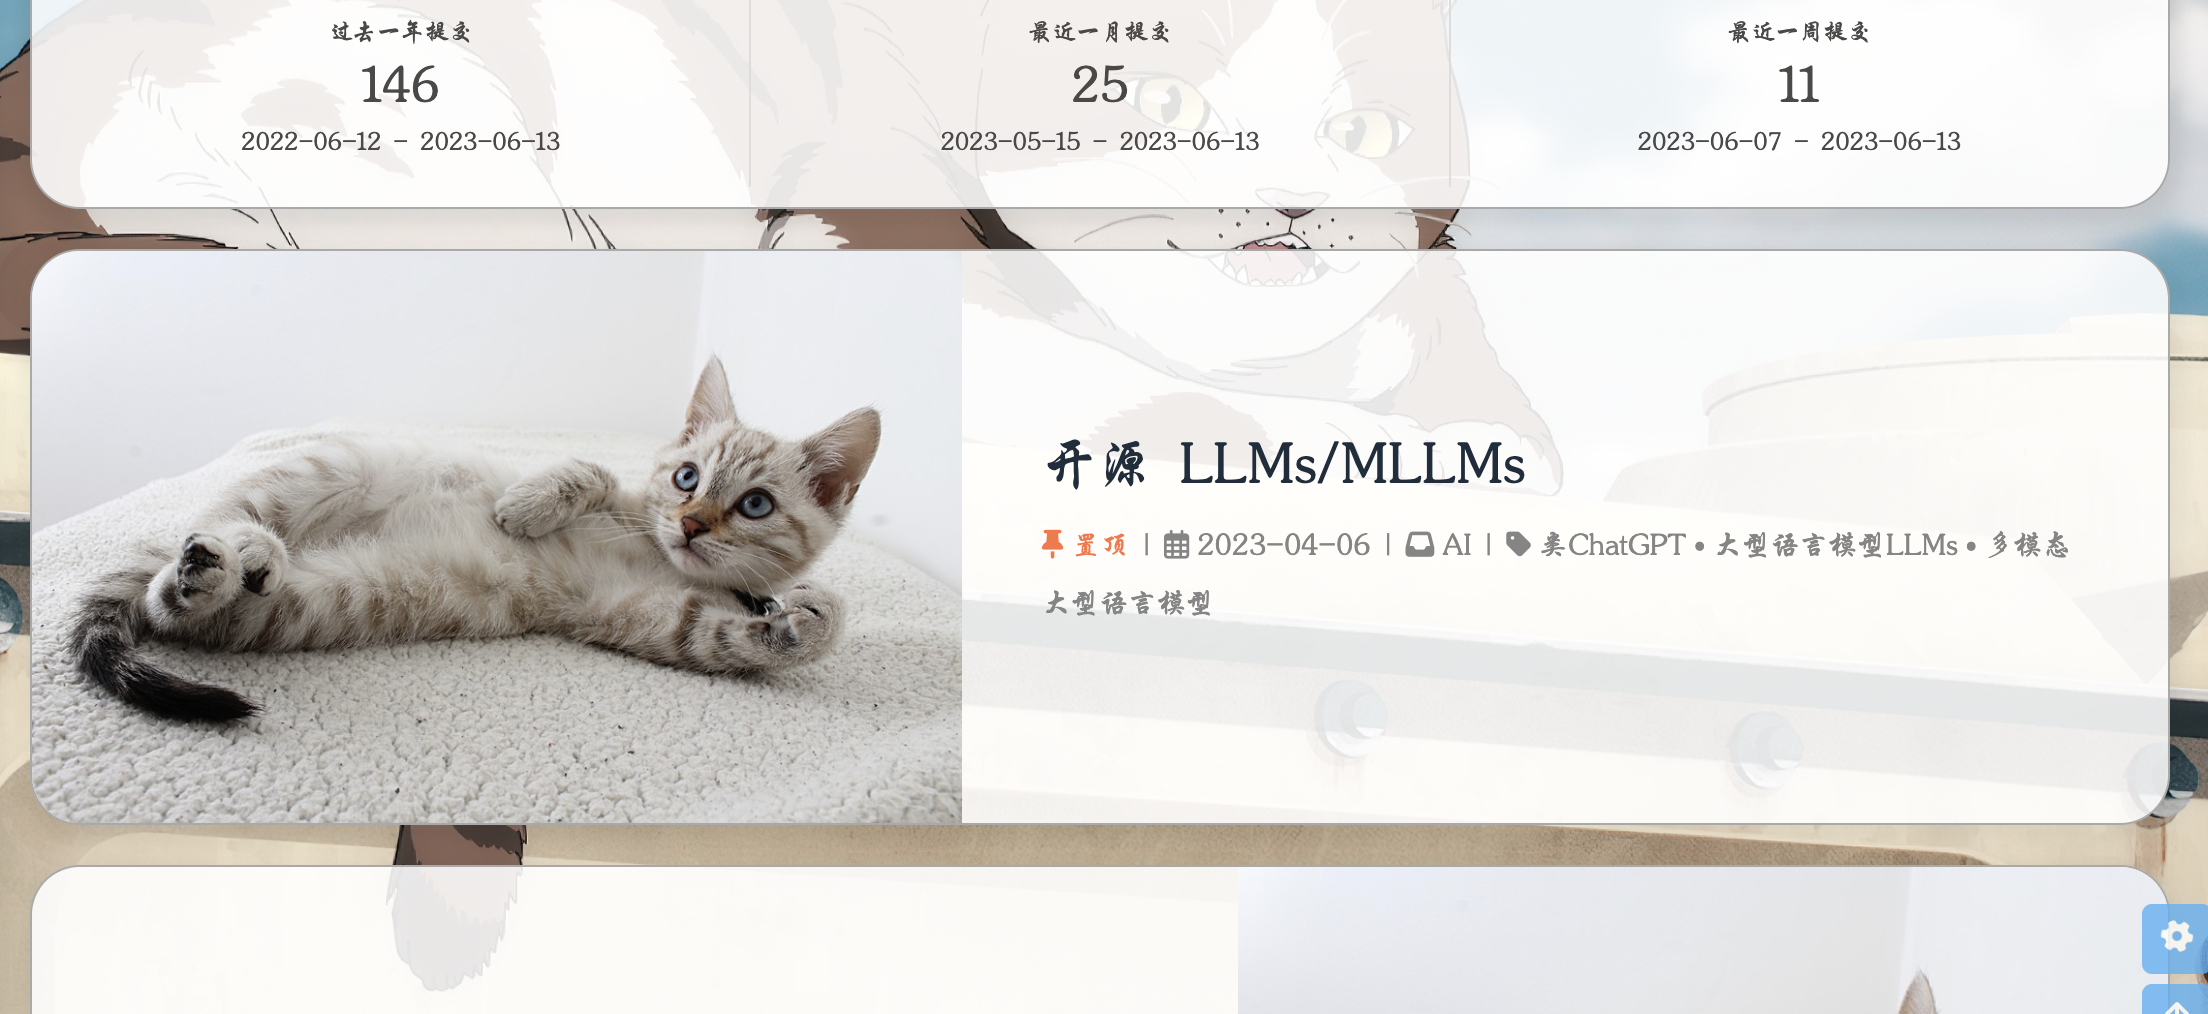 过去一年提交
146
2022-06-12 - 2023-06-13
最近一月提交
25
2023-05-15 - 2023-06-13
最近一周提交
11
2023-06-07 - 2023-06-13
开源 LLMs/MLLMs
置顶 | 2023-04-06 | AI | 类ChatGPT • 大型语言模型LLMs • 多模态
大型语言模型